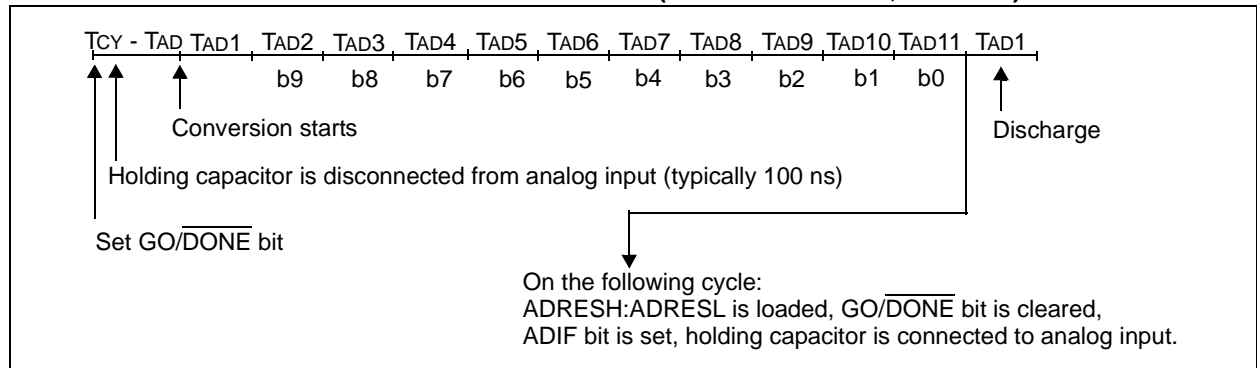 TCY - TAD TAD1 TAD2 TAD3 TAD4 TAD5 TAD6 TAD7 TAD8 TAD9 TAD10 TAD11 TAD1
b9 b8 b7 b6 b5 b4 b3 b2 b1 b0
Conversion starts
Discharge
Holding capacitor is disconnected from analog input (typically 100 ns)
Set GO/DONE bit
On the following cycle:
ADRESH:ADRESL is loaded, GO/DONE bit is cleared,
ADIF bit is set, holding capacitor is connected to analog input.